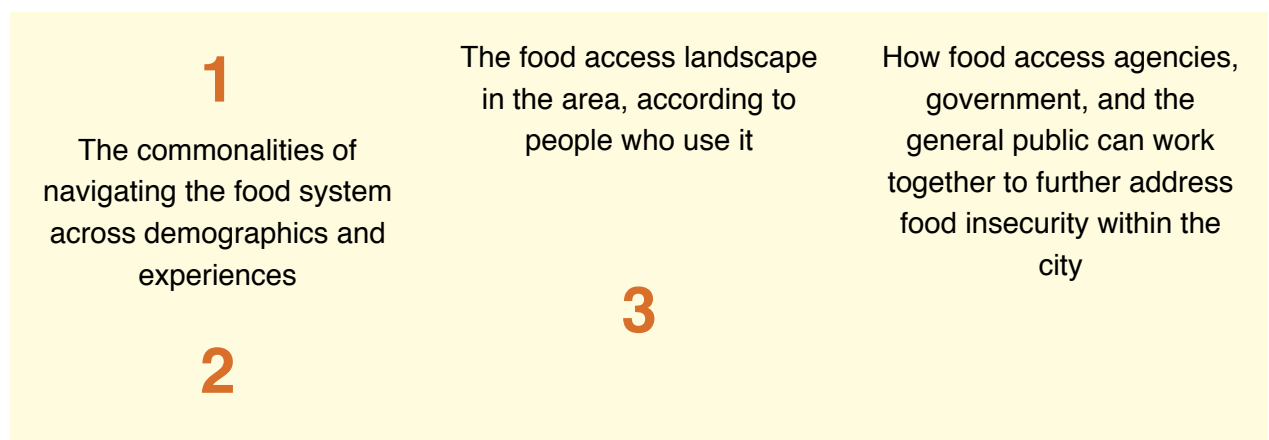 1
The commonalities of
navigating the food system
across demographics and
experiences
2
The food access landscape
in the area, according to
people who use it
3
How food access agencies,
government, and the
general public can work
together to further address
food insecurity within the
city